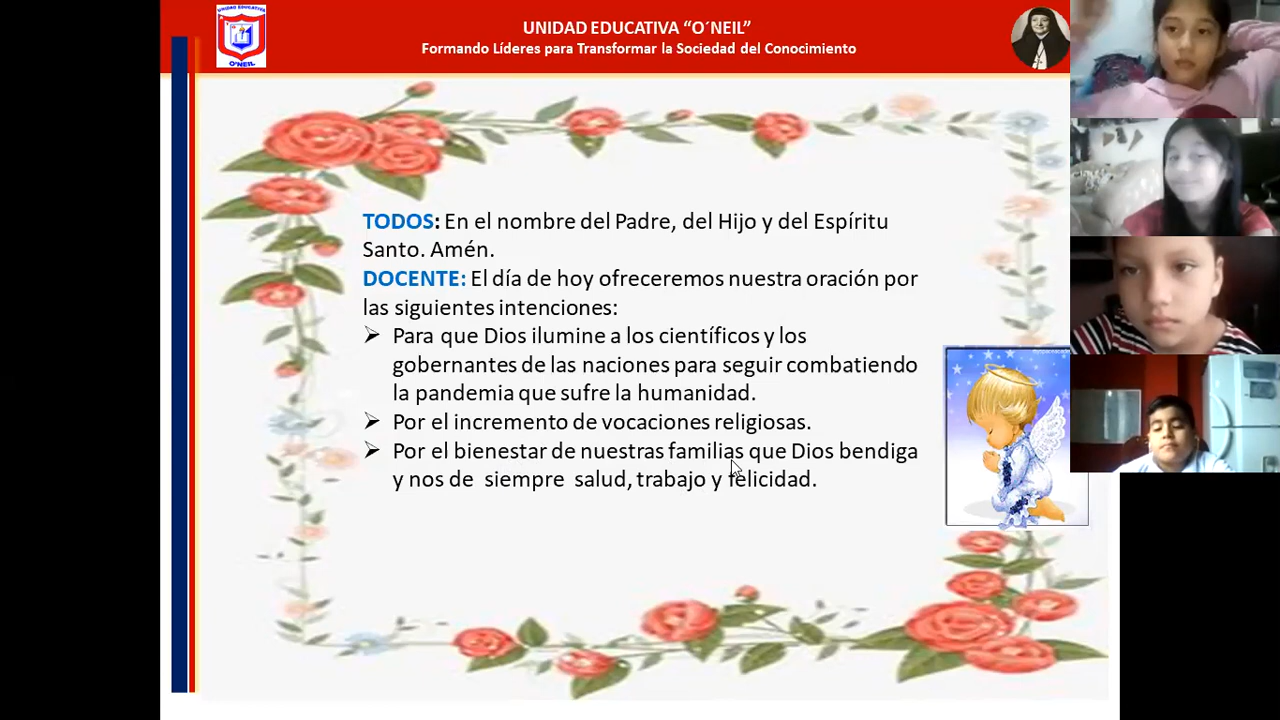 UNIDAD EDUCATIVA
O'NEIL
UNIDAD EDUCATIVA “O´NEIL”
Formando Líderes para Transformar la Sociedad del Conocimiento
TODOS: En el nombre del Padre, del Hijo y del Espíritu
Santo. Amén.
DOCENTE: El día de hoy ofreceremos nuestra oración por
las siguientes intenciones:
➢ Para que Dios ilumine a los científicos y los
gobernantes de las naciones para seguir combatiendo
la pandemia que sufre la humanidad.
➢ Por el incremento de vocaciones religiosas.
➢ Por el bienestar de nuestras familias que Dios bendiga
y nos de siempre salud, trabajo y felicidad.